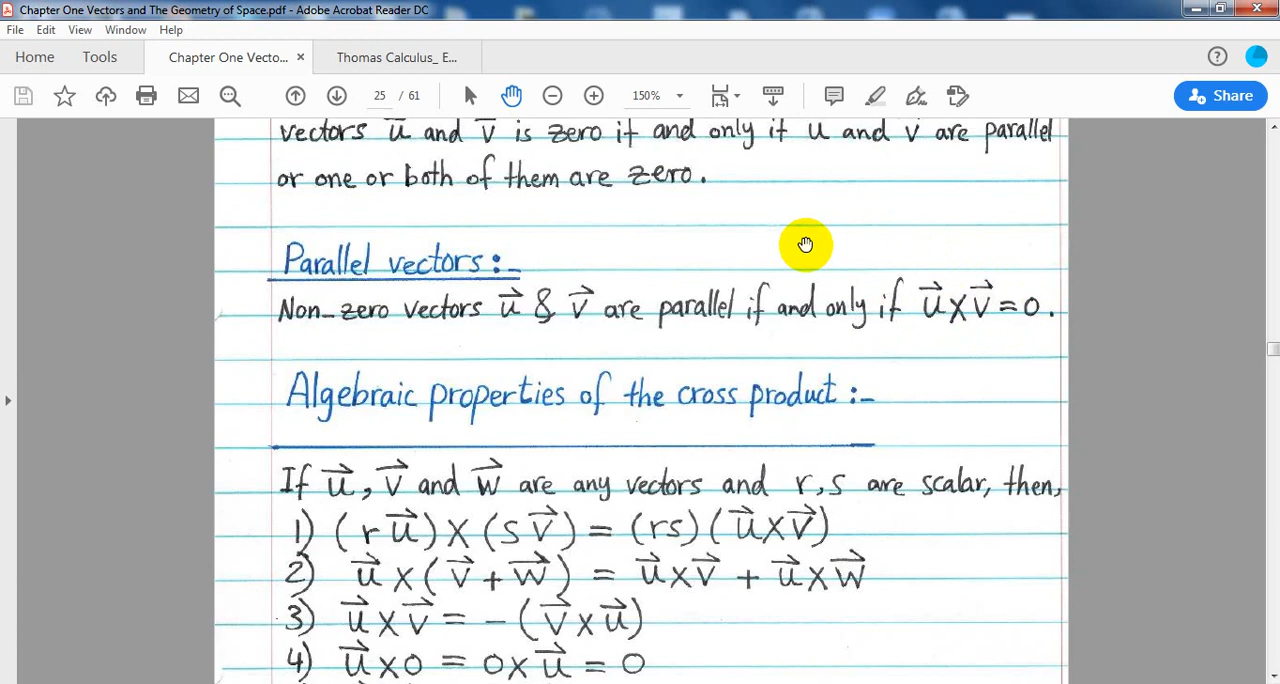 Chapter One Vectors and The Geometry of Space.pdf - Adobe Acrobat Reader DC
File Edit View Window Help
Home Tools Chapter One Vecto... × Thomas Calculus_ E...
25 / 61 150% Share
vectors u⃗ and v⃗ is zero if and only if u and v are parallel
or one or both of them are zero.
Parallel vectors :-
Non-zero vectors u⃗ & v⃗ are parallel if and only if u⃗ X v⃗ = 0.
Algebraic properties of the cross product :-
If u⃗, v⃗ and w⃗ are any vectors and r, s are scalar, then,
1) (r u⃗) X (s v⃗) = (rs) (u⃗ X v⃗)
2) u⃗ X (v⃗ + w⃗) = u⃗ X v⃗ + u⃗ X w⃗
3) u⃗ X v⃗ = - (v⃗ X u⃗)
4) u⃗ X 0 = 0 X u⃗ = 0